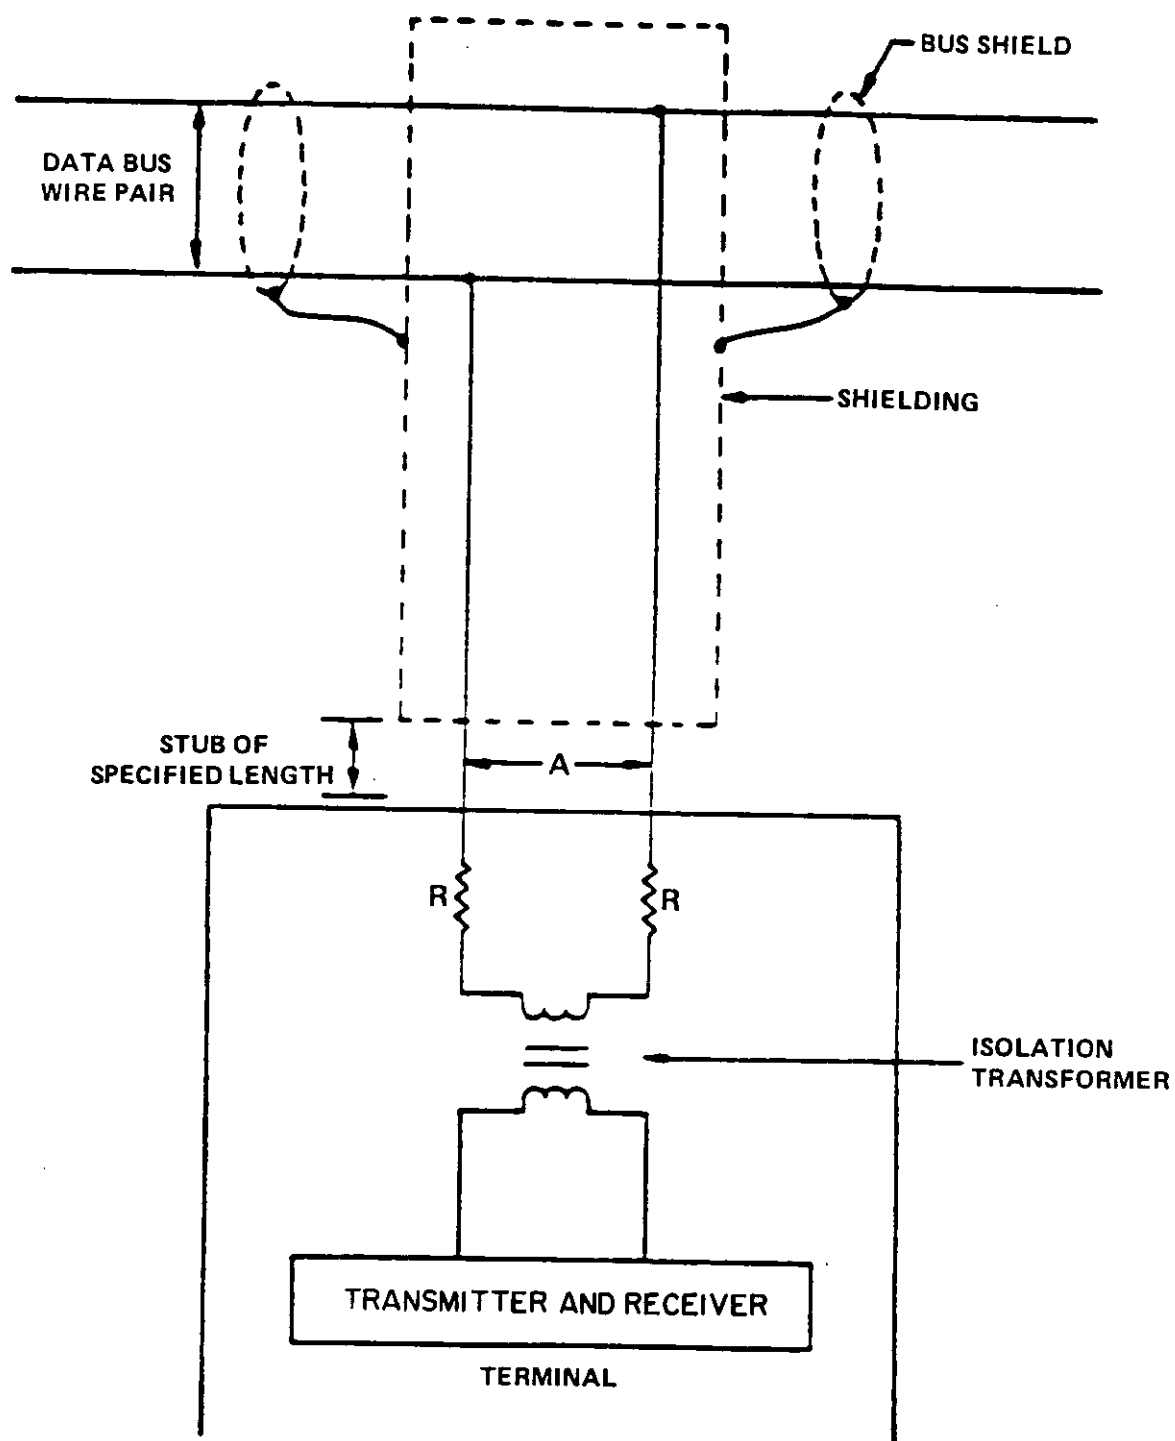 BUS SHIELD
DATA BUS
WIRE PAIR
SHIELDING
STUB OF
SPECIFIED LENGTH
A
R
R
ISOLATION
TRANSFORMER
TRANSMITTER AND RECEIVER
TERMINAL